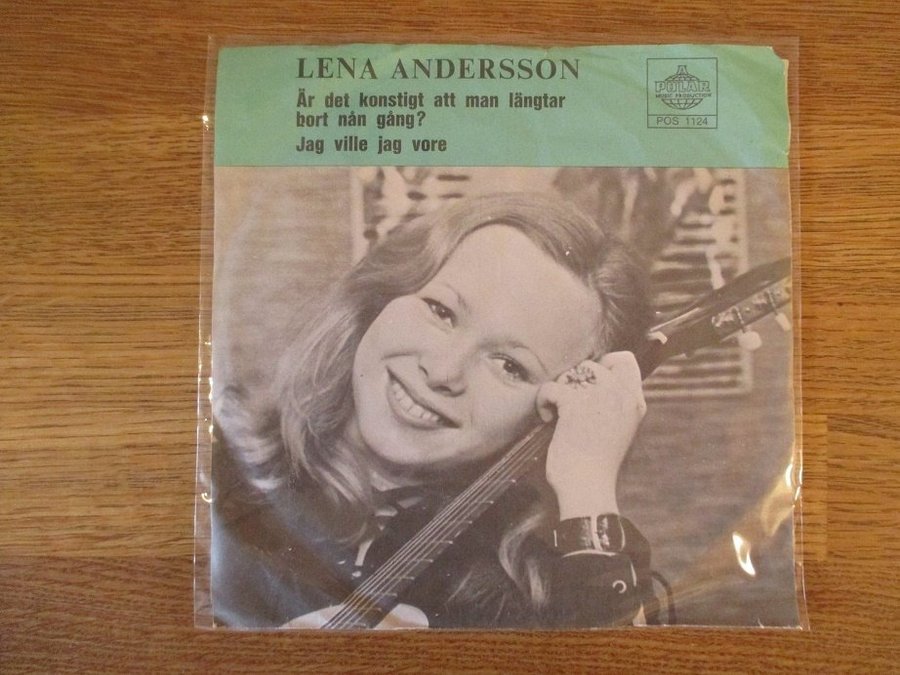 LENA ANDERSSON
Är det konstigt att man längtar
bort nån gång?
Jag ville jag vore
POLAR
MUSIC PRODUCTION
POS 1124